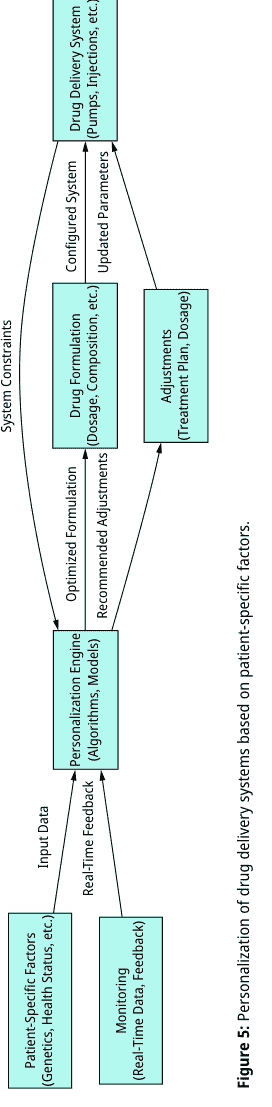 Patient-Specific Factors
(Genetics, Health Status, etc.)
Monitoring
(Real-Time Data, Feedback)
Input Data
Real-Time Feedback
Personalization Engine
(Algorithms, Models)
System Constraints
Optimized Formulation
Recommended Adjustments
Drug Formulation
(Dosage, Composition, etc.)
Adjustments
(Treatment Plan, Dosage)
Configured System
Updated Parameters
Drug Delivery System
(Pumps, Injections, etc.)
Figure 5: Personalization of drug delivery systems based on patient-specific factors.